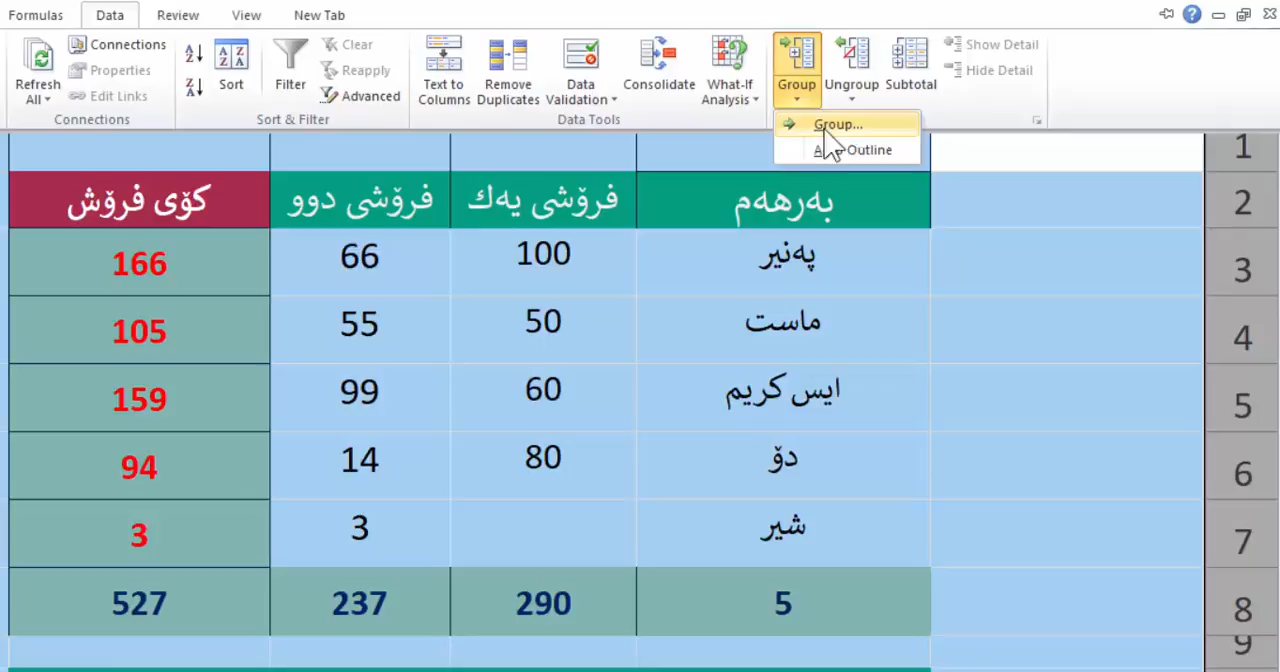 Formulas Data Review View New Tab
Refresh All Connections Properties Edit Links
Connections
Sort Filter Clear Reapply Advanced
Sort & Filter
Text to Columns Remove Duplicates Data Validation Consolidate What-If Analysis
Data Tools
Group Ungroup Subtotal Show Detail Hide Detail
Group...
Outline
1
بەرهەم فرۆشی یەك فرۆشی دوو کۆی فرۆش 2
پەنیر 100 66 166 3
ماست 50 55 105 4
ایس کریم 60 99 159 5
دۆ 80 14 94 6
شیر 3 3 7
5 290 237 527 8
9